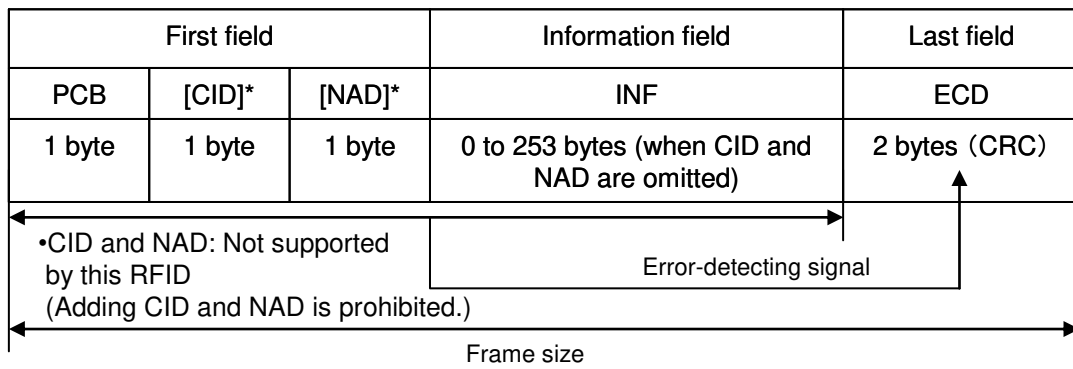 First field Information field Last field
PCB [CID]* [NAD]* INF ECD
1 byte 1 byte 1 byte 0 to 253 bytes (when CID and 2 bytes（CRC）
NAD are omitted)
•CID and NAD: Not supported
by this RFID
Error-detecting signal
(Adding CID and NAD is prohibited.)
Frame size